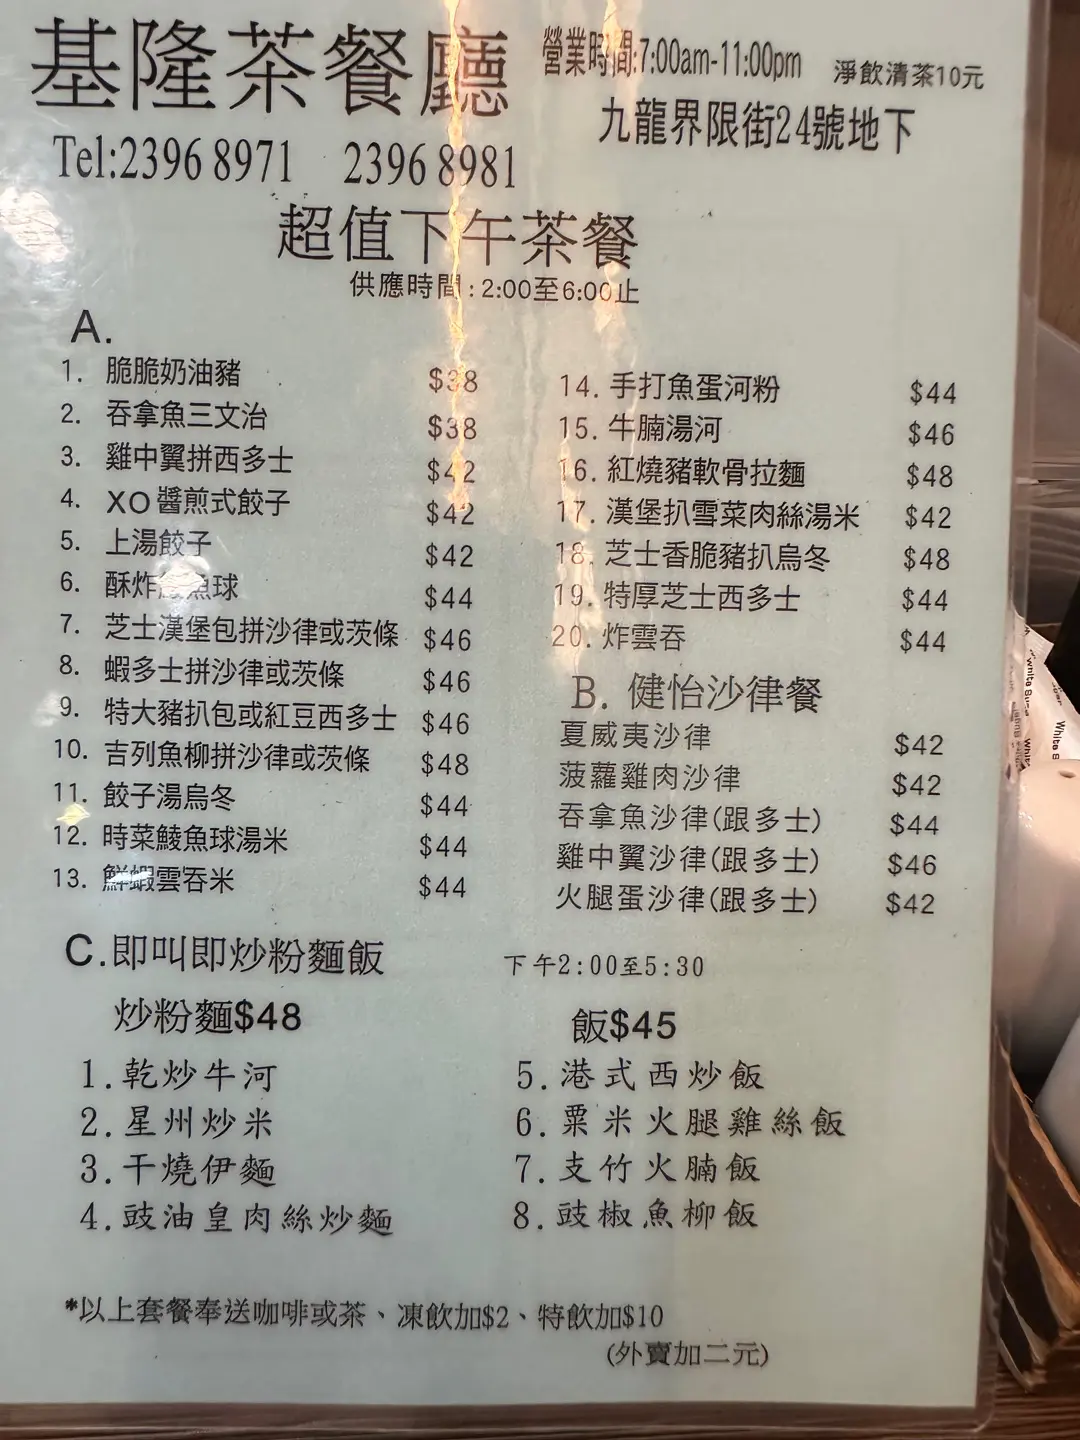 基隆茶餐廳
營業時間:7:00am-11:00pm
淨飲清茶10元
九龍界限街24號地下
Tel:2396 8971 2396 8981
超值下午茶餐
供應時間:2:00至6:00止
A.
1. 脆脆奶油豬 $38
2. 吞拿魚三文治 $38
3. 雞中翼拼西多士 $42
4. XO醬煎式餃子 $42
5. 上湯餃子 $42
6. 酥炸魚球 $44
7. 芝士漢堡包拼沙律或茨條 $46
8. 蝦多士拼沙律或茨條 $46
9. 特大豬扒包或紅豆西多士 $46
10. 吉列魚柳拼沙律或茨條 $48
11. 餃子湯烏冬 $44
12. 時菜鯪魚球湯米 $44
13. 鮮蝦雲吞米 $44
14. 手打魚蛋河粉 $44
15. 牛腩湯河 $46
16. 紅燒豬軟骨拉麵 $48
17. 漢堡扒雪菜肉絲湯米 $42
18. 芝士香脆豬扒烏冬 $48
19. 特厚芝士西多士 $44
20. 炸雲吞 $44
B. 健怡沙律餐
夏威夷沙律 $42
菠蘿雞肉沙律 $42
吞拿魚沙律(跟多士) $44
雞中翼沙律(跟多士) $46
火腿蛋沙律(跟多士) $42
C.即叫即炒粉麵飯 下午2:00至5:30
炒粉麵$48
1.乾炒牛河
2.星州炒米
3.干燒伊麵
4.豉油皇肉絲炒麵
飯$45
5.港式西炒飯
6.粟米火腿雞絲飯
7.支竹火腩飯
8.豉椒魚柳飯
*以上套餐奉送咖啡或茶、凍飲加$2、特飲加$10
(外賣加二元)
White Sugar